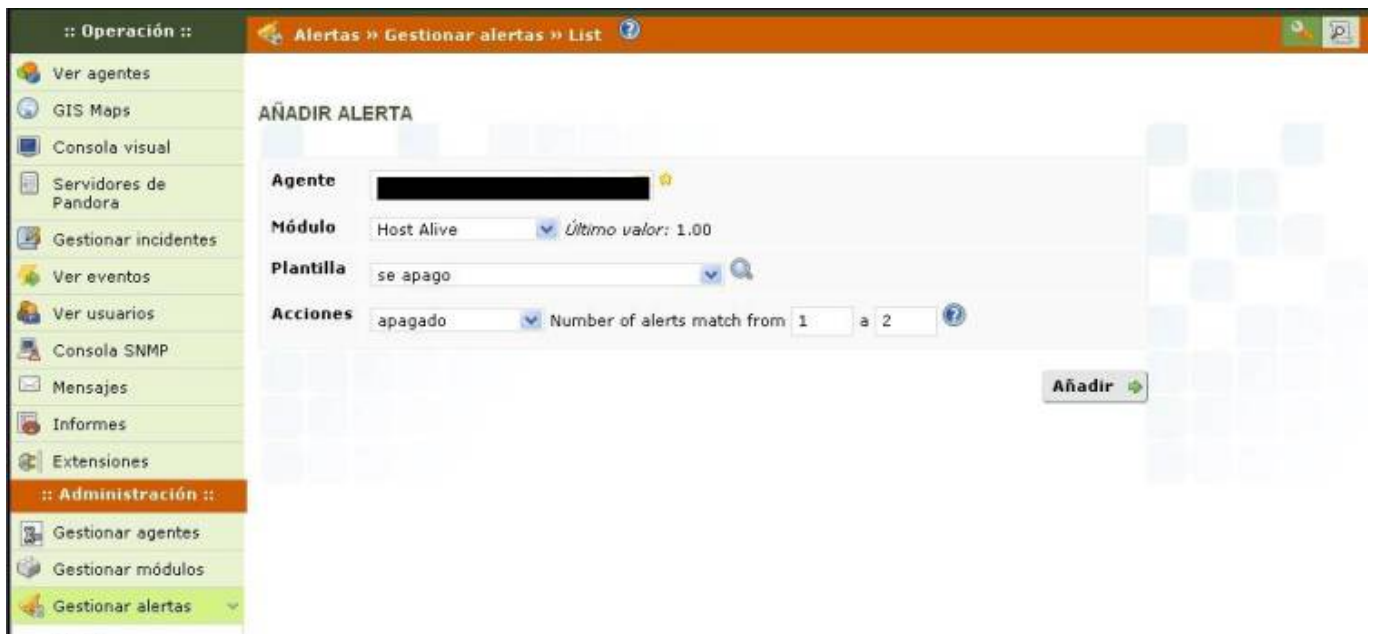 :: Operación ::
Ver agentes
GIS Maps
Consola visual
Servidores de
Pandora
Gestionar incidentes
Ver eventos
Ver usuarios
Consola SNMP
Mensajes
Informes
Extensiones
:: Administración ::
Gestionar agentes
Gestionar módulos
Gestionar alertas
Alertas » Gestionar alertas » List
AÑADIR ALERTA
Agente
Módulo Host Alive Último valor: 1.00
Plantilla se apago
Acciones apagado Number of alerts match from 1 a 2
Añadir